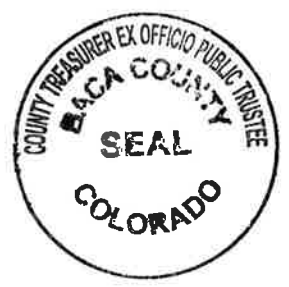 COUNTY TREASURER EX OFFICIO PUBLIC TRUSTEE
BACA COUNTY
SEAL
COLORADO